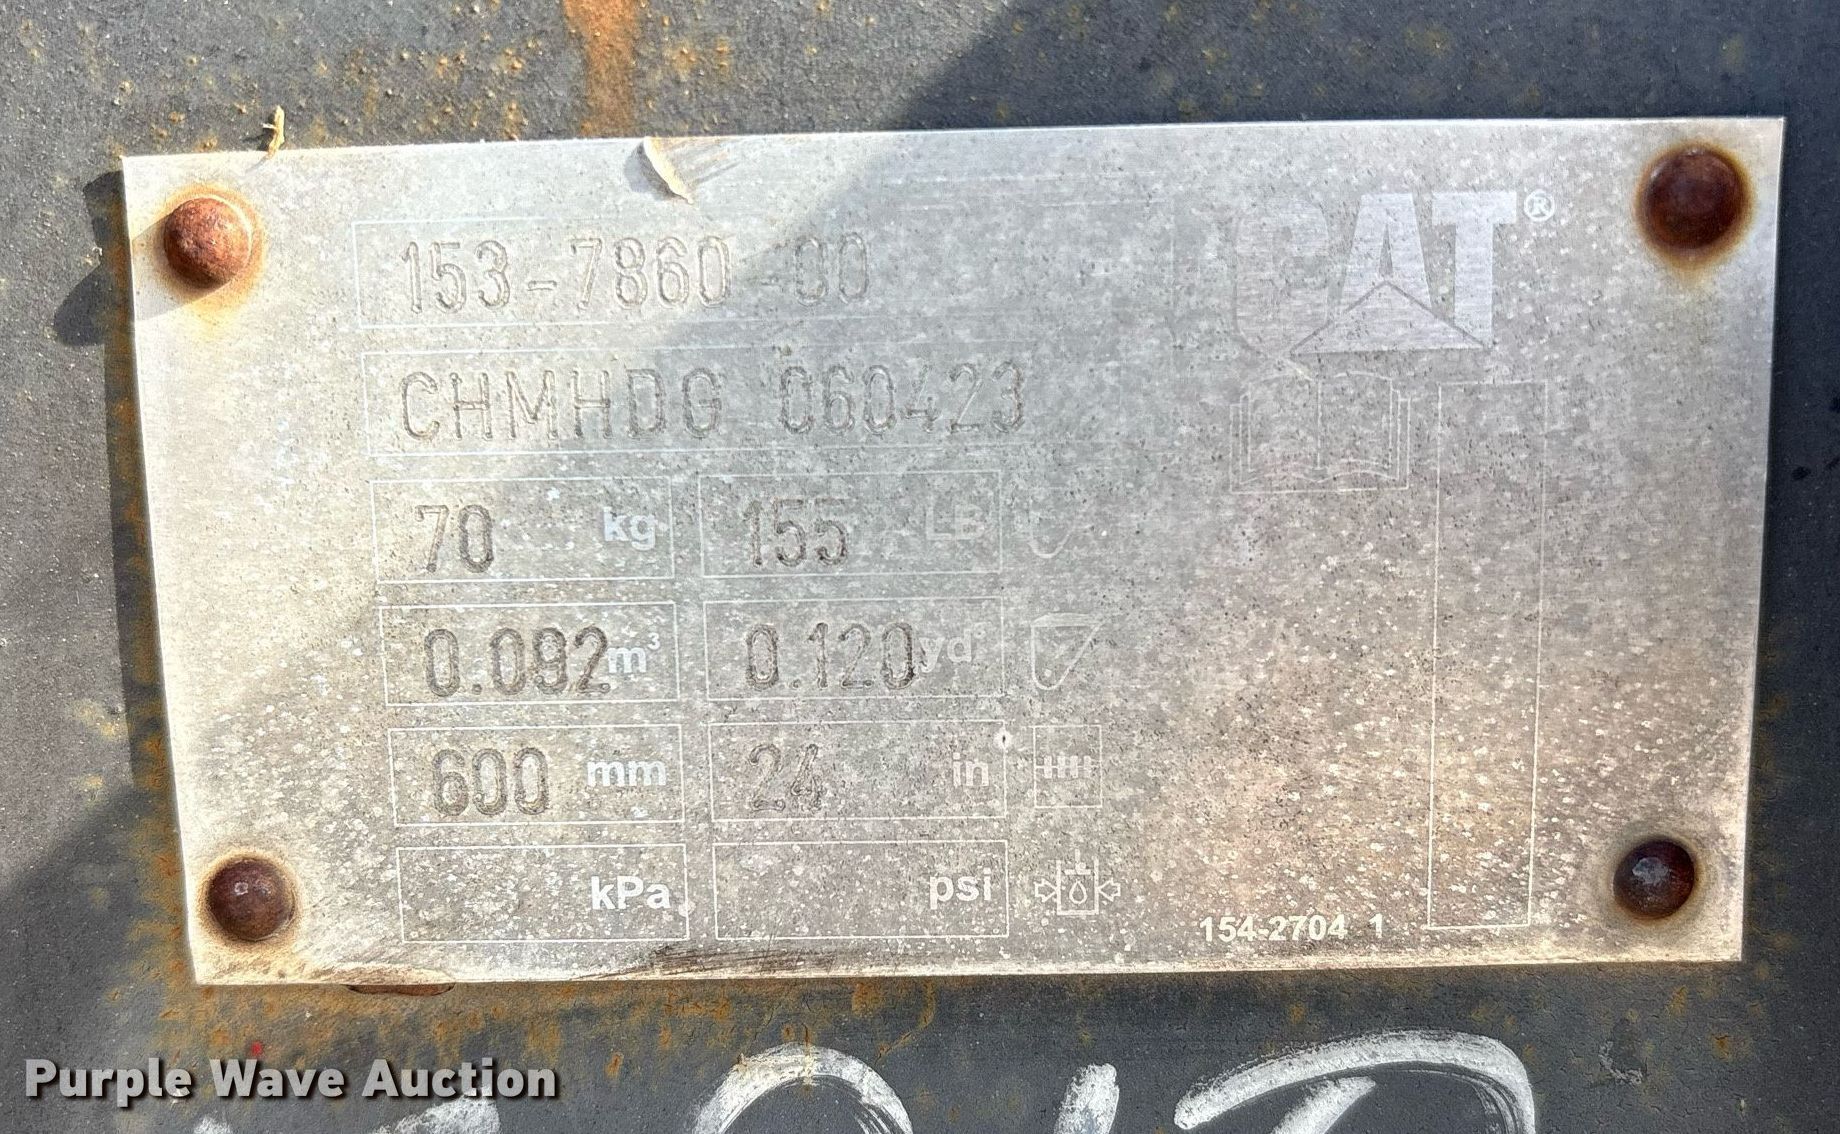 CAT®
153-7860-00
CHMHDG 060423
70 kg 155 LB
0.092 m³ 0.120 yd³
600 mm 24 in
kPa psi
154-2704 1
Purple Wave Auction